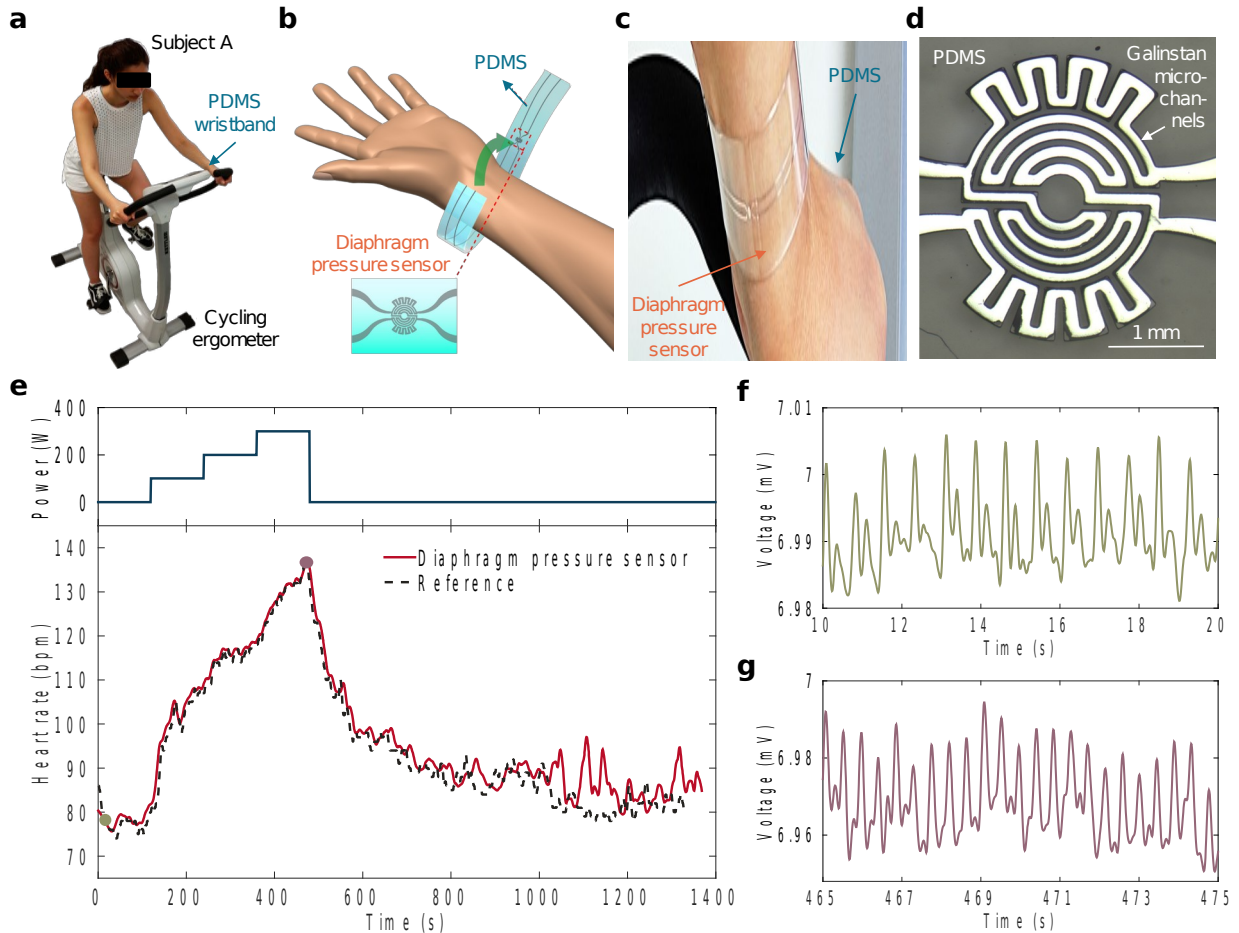 a
Subject A
PDMS
wristband
Cycling
ergometer
b
PDMS
Diaphragm
pressure sensor
c
PDMS
Diaphragm
pressure
sensor
d
PDMS
Galinstan
micro-
chan-
nels
1 mm
e
400
200
0
Power (W)
140
130
120
110
100
90
80
70
Heart rate (bpm)
Diaphragm pressure sensor
Reference
0 200 400 600 800 1000 1200 1400
Time (s)
f
7.01
7
6.99
6.98
Voltage (mV)
10 12 14 16 18 20
Time (s)
g
7
6.98
6.96
Voltage (mV)
465 467 469 471 473 475
Time (s)